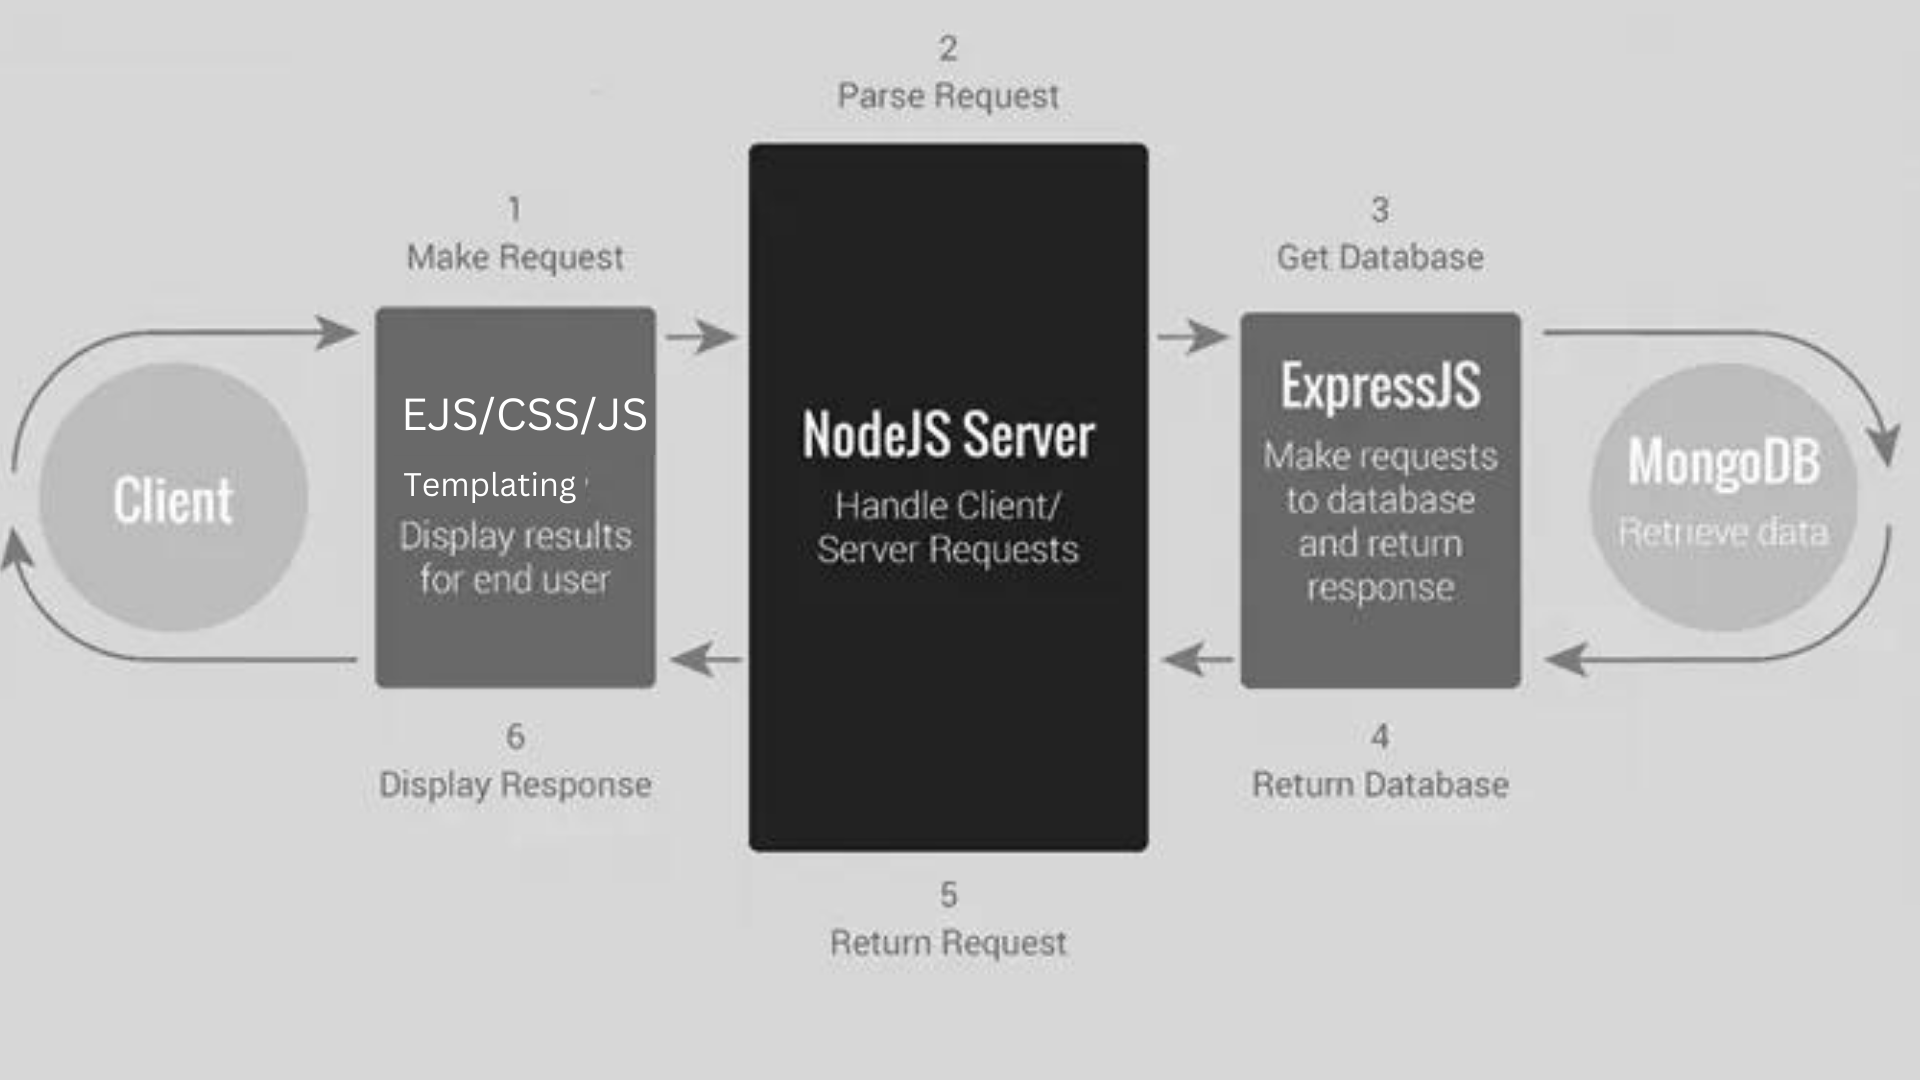 2
Parse Request
1
Make Request
3
Get Database
Client
EJS/CSS/JS
Templating
Display results
for end user
NodeJS Server
Handle Client/
Server Requests
ExpressJS
Make requests
to database
and return
response
MongoDB
Retrieve data
6
Display Response
4
Return Database
5
Return Request